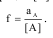 f = a_A / [A] .